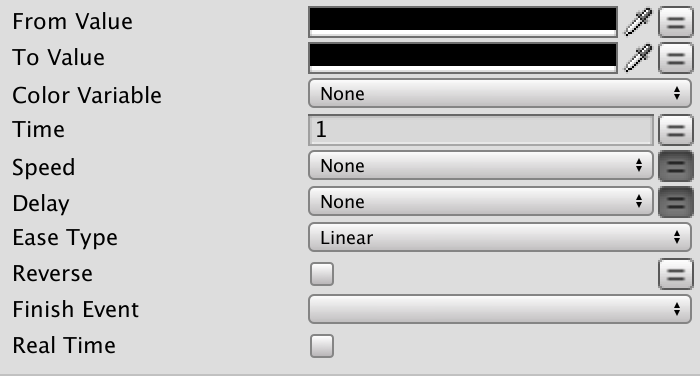 From Value
To Value
Color Variable None
Time 1
Speed None
Delay None
Ease Type Linear
Reverse
Finish Event
Real Time